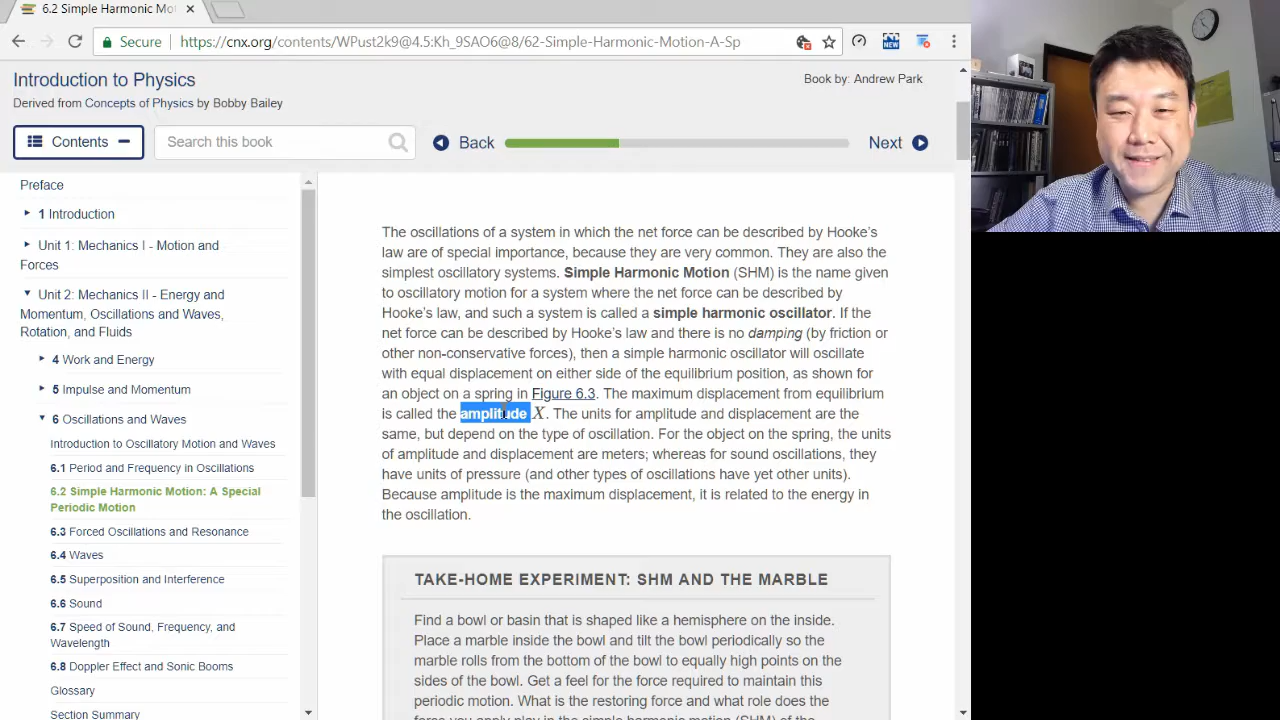 6.2 Simple Harmonic Mo
Secure
https://cnx.org/contents/WPust2k9@4.5:Kh_9SAO6@8/62-Simple-Harmonic-Motion-A-Sp
NEW
Introduction to Physics
Book by: Andrew Park
Derived from Concepts of Physics by Bobby Bailey
Contents
Search this book
Back
Next
Preface
1 Introduction
Unit 1: Mechanics I - Motion and
Forces
Unit 2: Mechanics II - Energy and
Momentum, Oscillations and Waves,
Rotation, and Fluids
4 Work and Energy
5 Impulse and Momentum
6 Oscillations and Waves
Introduction to Oscillatory Motion and Waves
6.1 Period and Frequency in Oscillations
6.2 Simple Harmonic Motion: A Special
Periodic Motion
6.3 Forced Oscillations and Resonance
6.4 Waves
6.5 Superposition and Interference
6.6 Sound
6.7 Speed of Sound, Frequency, and
Wavelength
6.8 Doppler Effect and Sonic Booms
Glossary
Section Summary
The oscillations of a system in which the net force can be described by Hooke's
law are of special importance, because they are very common. They are also the
simplest oscillatory systems. Simple Harmonic Motion (SHM) is the name given
to oscillatory motion for a system where the net force can be described by
Hooke's law, and such a system is called a simple harmonic oscillator. If the
net force can be described by Hooke's law and there is no damping (by friction or
other non-conservative forces), then a simple harmonic oscillator will oscillate
with equal displacement on either side of the equilibrium position, as shown for
an object on a spring in Figure 6.3. The maximum displacement from equilibrium
is called the amplitude X. The units for amplitude and displacement are the
same, but depend on the type of oscillation. For the object on the spring, the units
of amplitude and displacement are meters; whereas for sound oscillations, they
have units of pressure (and other types of oscillations have yet other units).
Because amplitude is the maximum displacement, it is related to the energy in
the oscillation.
TAKE-HOME EXPERIMENT: SHM AND THE MARBLE
Find a bowl or basin that is shaped like a hemisphere on the inside.
Place a marble inside the bowl and tilt the bowl periodically so the
marble rolls from the bottom of the bowl to equally high points on the
sides of the bowl. Get a feel for the force required to maintain this
periodic motion. What is the restoring force and what role does the
force you apply play in the simple harmonic motion (SHM) of the